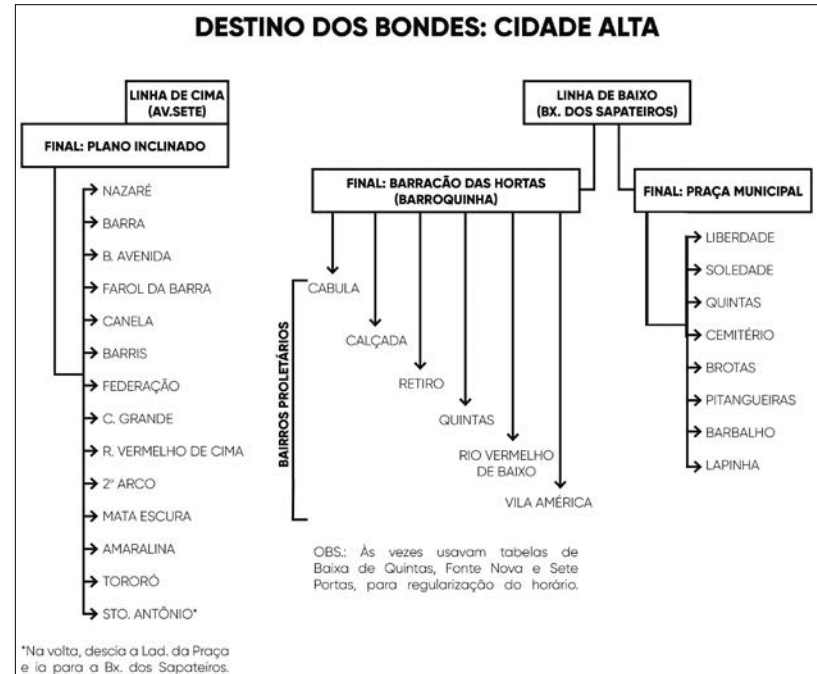 DESTINO DOS BONDES: CIDADE ALTA
LINHA DE CIMA
(AV.SETE)
FINAL: PLANO INCLINADO
NAZARÉ
BARRA
B. AVENIDA
FAROL DA BARRA
CANELA
BARRIS
FEDERAÇÃO
C. GRANDE
R. VERMELHO DE CIMA
2º ARCO
MATA ESCURA
AMARALINA
TORORÓ
STO. ANTÔNIO*
*Na volta, descia a Lad. da Praça
e ia para a Bx. dos Sapateiros.
LINHA DE BAIXO
(BX. DOS SAPATEIROS)
FINAL: BARRACÃO DAS HORTAS
(BARROQUINHA)
BAIRROS PROLETÁRIOS
CABULA
CALÇADA
RETIRO
QUINTAS
RIO VERMELHO
DE BAIXO
VILA AMÉRICA
OBS.: Às vezes usavam tabelas de
Baixa de Quintas, Fonte Nova e Sete
Portas, para regularização do horário.
FINAL: PRAÇA MUNICIPAL
LIBERDADE
SOLEDADE
QUINTAS
CEMITÉRIO
BROTAS
PITANGUEIRAS
BARBALHO
LAPINHA